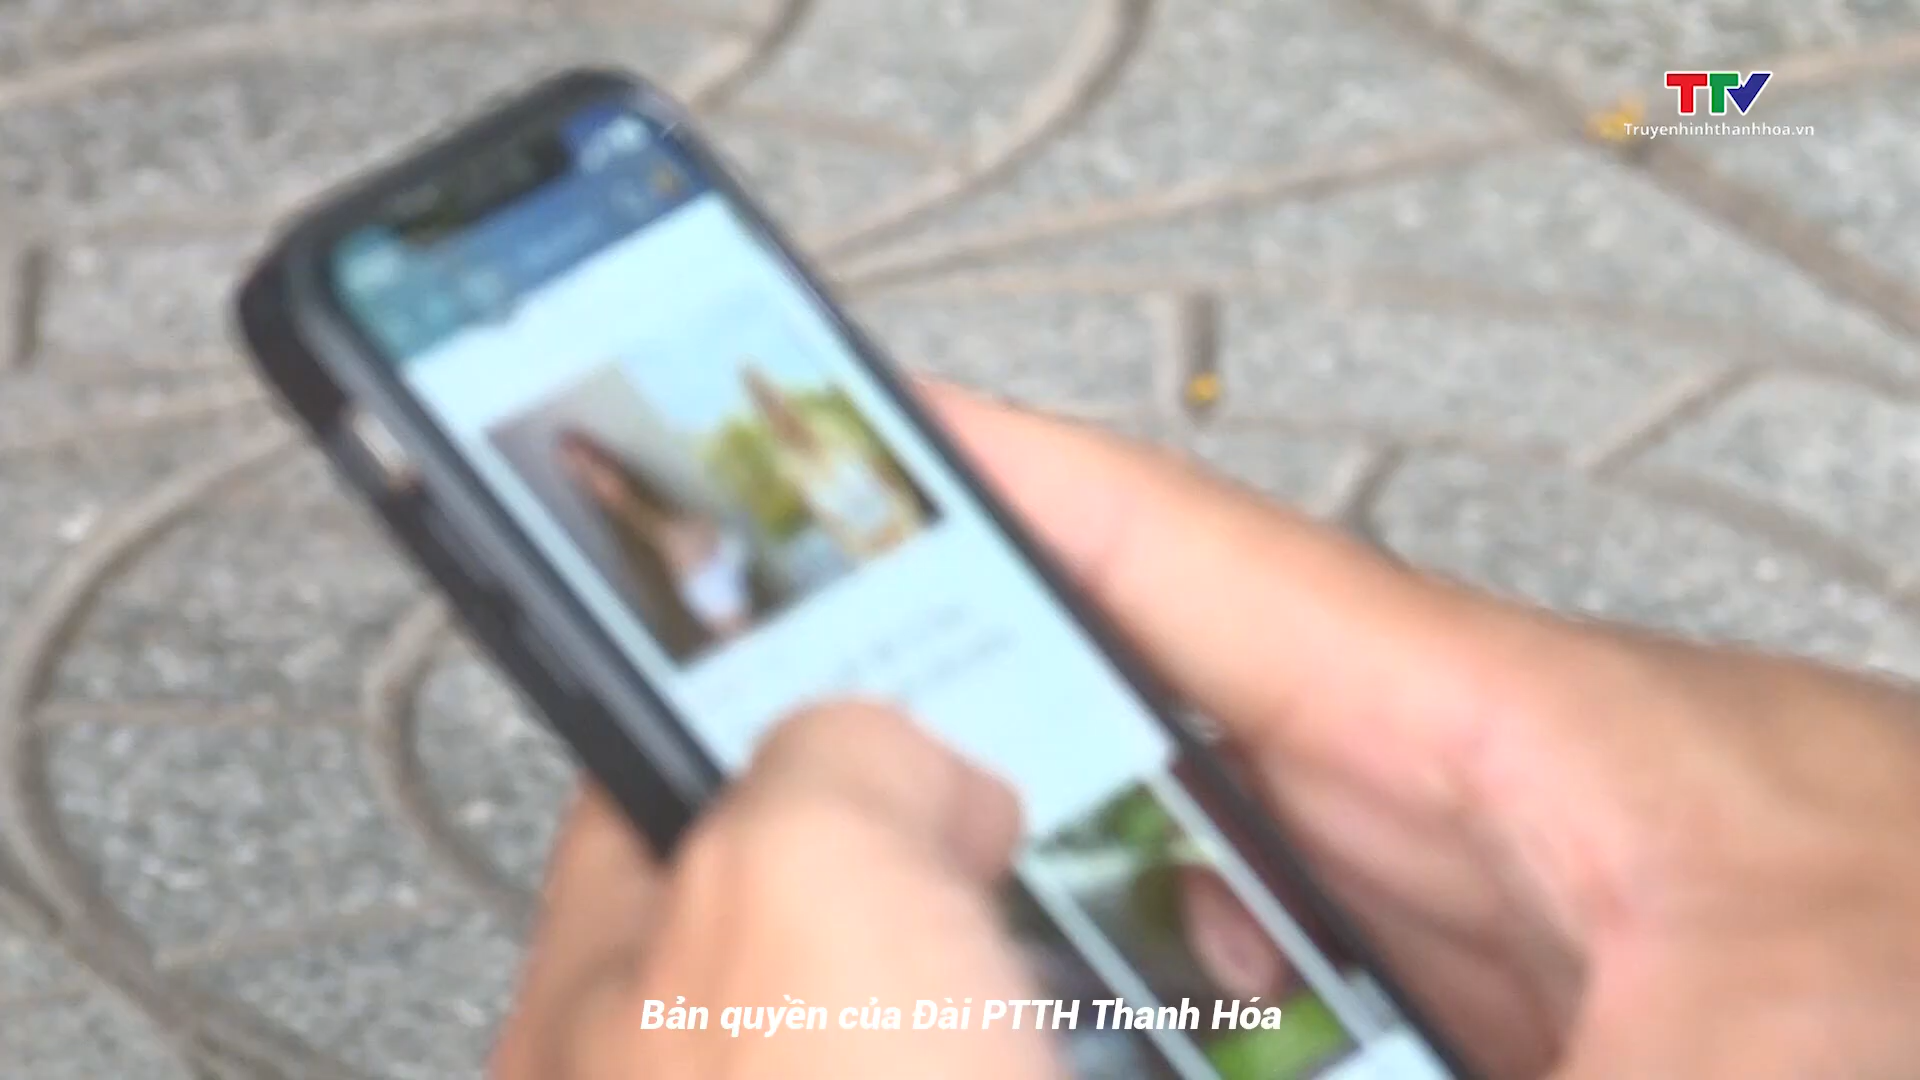 TTV
Truyenhinhthanhhoa.vn
Bản quyền của Đài PTTH Thanh Hóa